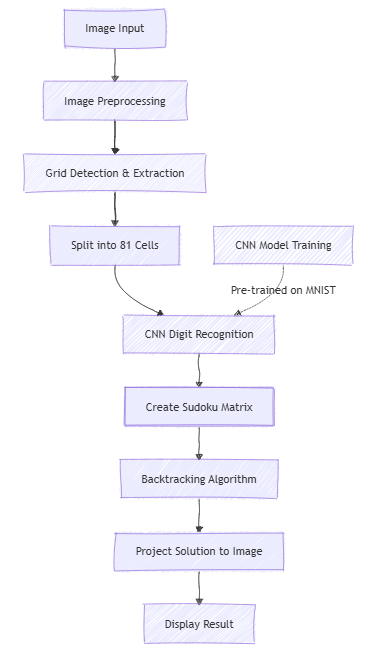 Image Input
Image Preprocessing
Grid Detection & Extraction
Split into 81 Cells
CNN Model Training
Pre-trained on MNIST
CNN Digit Recognition
Create Sudoku Matrix
Backtracking Algorithm
Project Solution to Image
Display Result